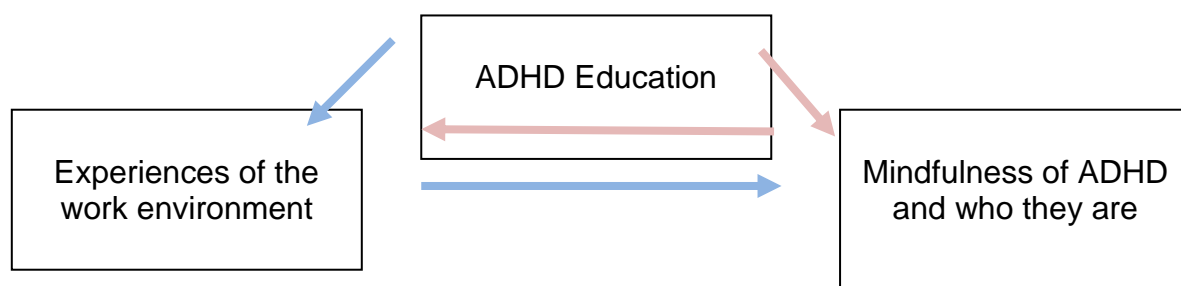 ADHD Education
Experiences of the
work environment
Mindfulness of ADHD
and who they are